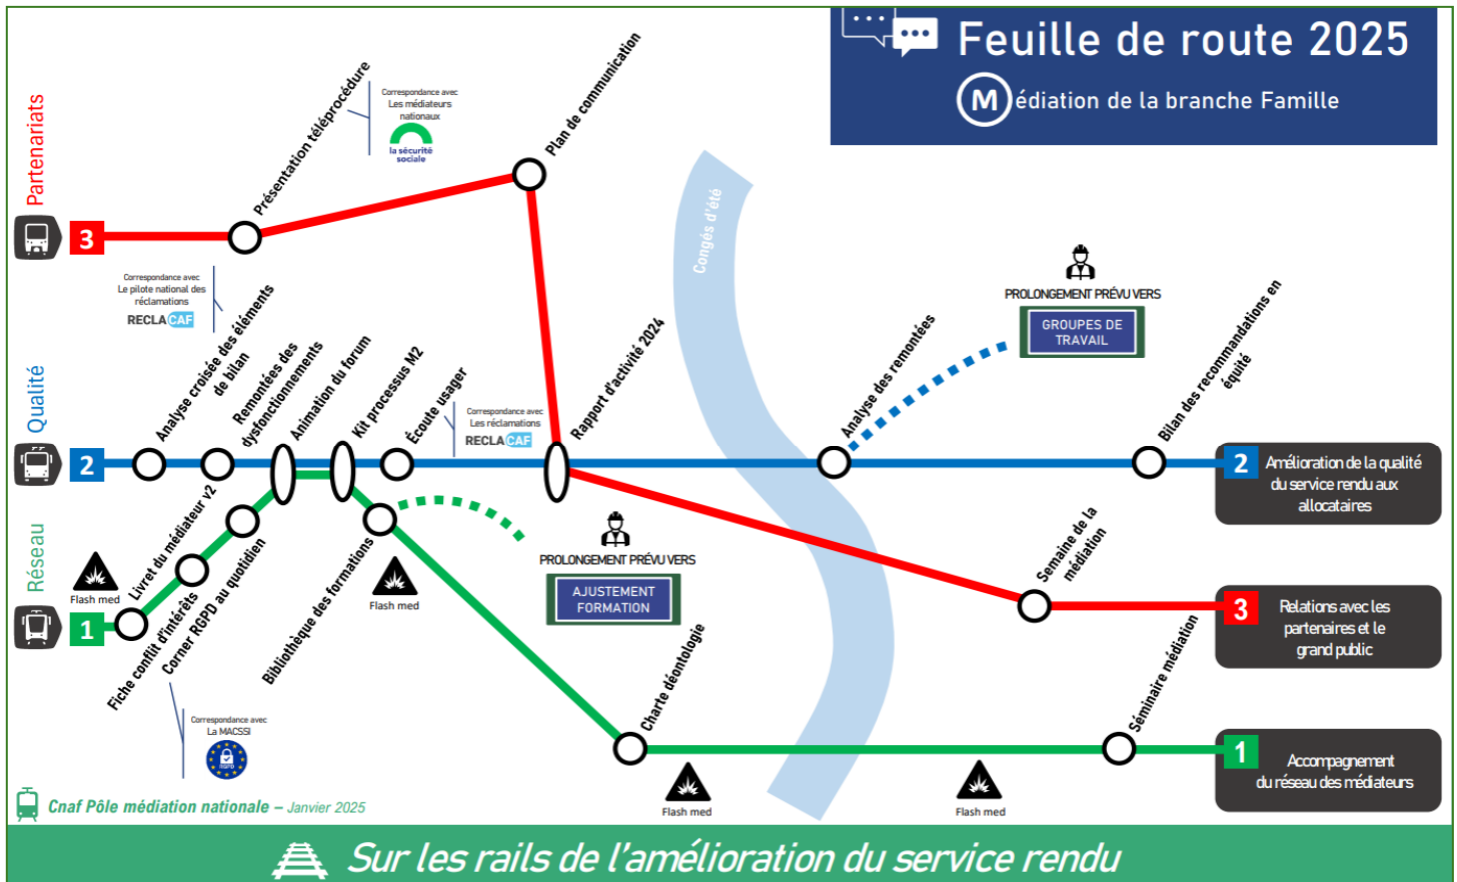 Feuille de route 2025
Médiation de la branche Famille
Partenariats
3
Présentation téléprocédure
Correspondance avec
Les médiateurs
nationaux
la sécurité
sociale
Plan de communication
Congés d'été
Correspondance avec
Le pilote national des
réclamations
RECLACAF
Qualité
2
Analyse croisée des éléments
de bilan
Remontées des
dysfonctionnements
Animation du forum
Kit processus M2
Écoute usager
Correspondance avec
Les réclamations
RECLACAF
Rapport d'activité 2024
Analyse des remontées
PROLONGEMENT PRÉVU VERS
GROUPES DE
TRAVAIL
Bilan des recommandations en
équité
2
Amélioration de la qualité
du service rendu aux
allocataires
Réseau
1
Flash med
Livret du médiateur v2
Fiche conflit d'intérêts
Corner RGPD au quotidien
Correspondance avec
La MACSSI
RGPD
Bibliothèque des formations
Flash med
PROLONGEMENT PRÉVU VERS
AJUSTEMENT
FORMATION
Charte déontologie
Flash med
Semaine de la
médiation
3
Relations avec les
partenaires et le
grand public
Flash med
Séminaire médiation
1
Accompagnement
du réseau des médiateurs
Cnaf Pôle médiation nationale – Janvier 2025
Sur les rails de l'amélioration du service rendu